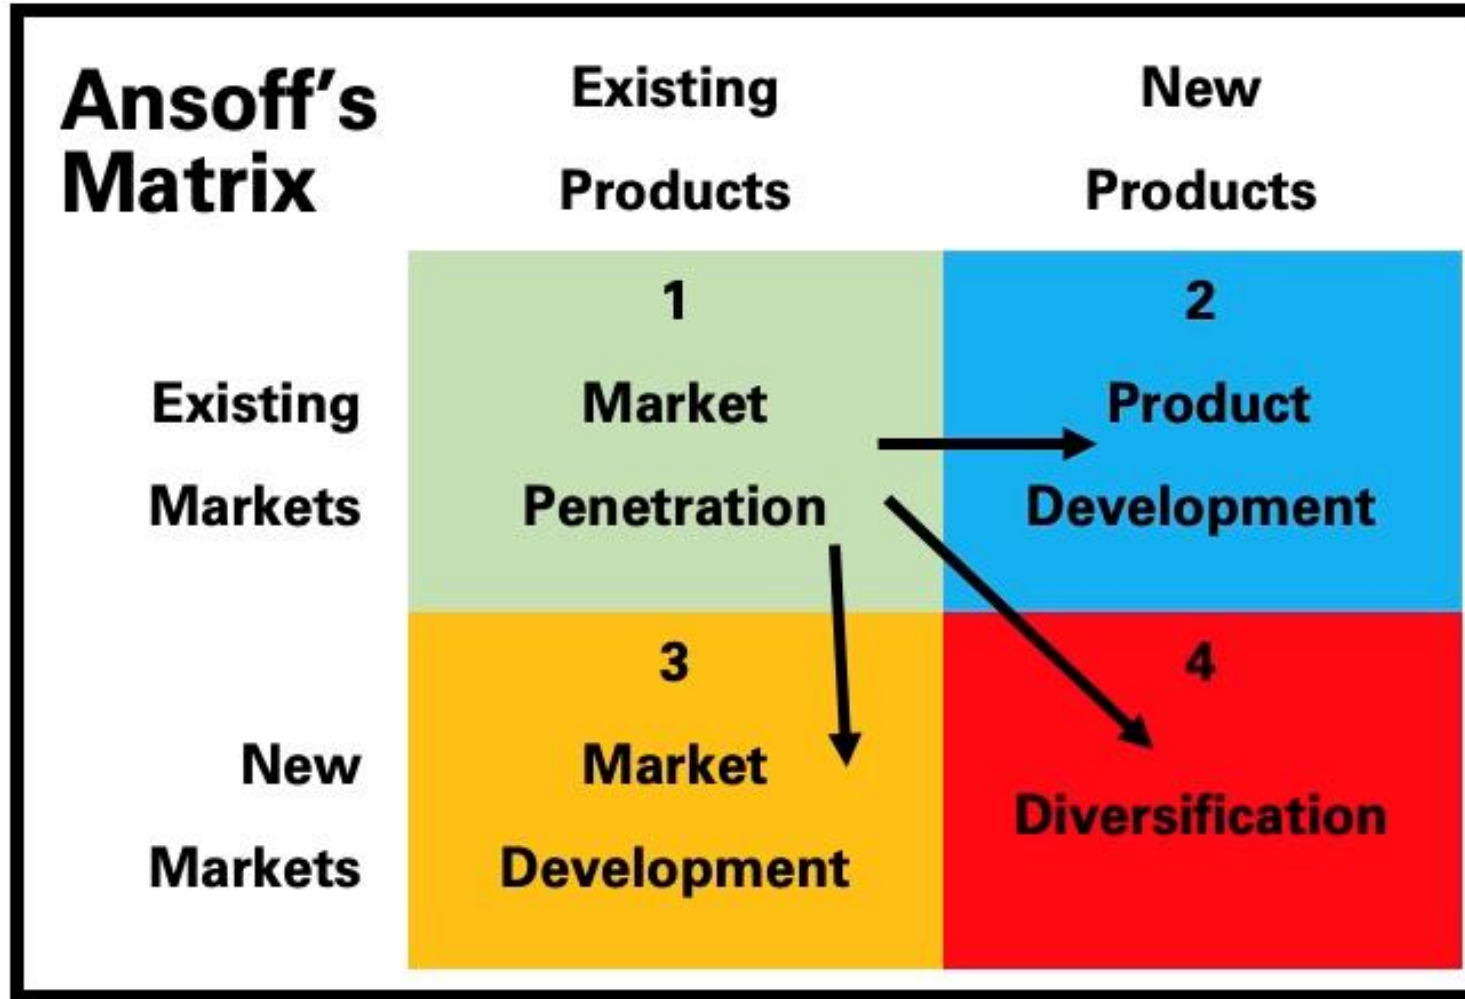 Ansoff's
Matrix
Existing
Products
New
Products
Existing
Markets
1
Market
Penetration
2
Product
Development
New
Markets
3
Market
Development
4
Diversification